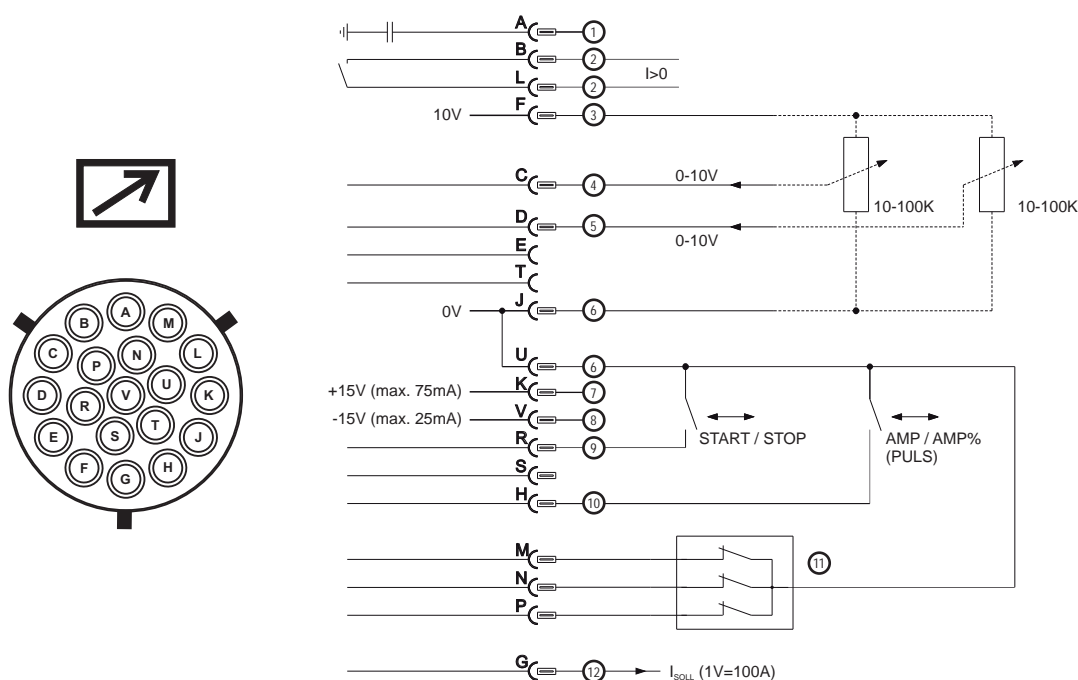 A 1
B 2
I>0
L 2
10V F 3
C 4 0-10V
10-100K 10-100K
D 5
0-10V
E
T
0V J 6
U 6
+15V (max. 75mA) K 7
-15V (max. 25mA) V 8
START / STOP AMP / AMP%
(PULS)
R 9
S
H 10
M 11
N
P
G 12 I_SOLL (1V=100A)
A
B M
C P N L
D R V U K
E S T J
F G H